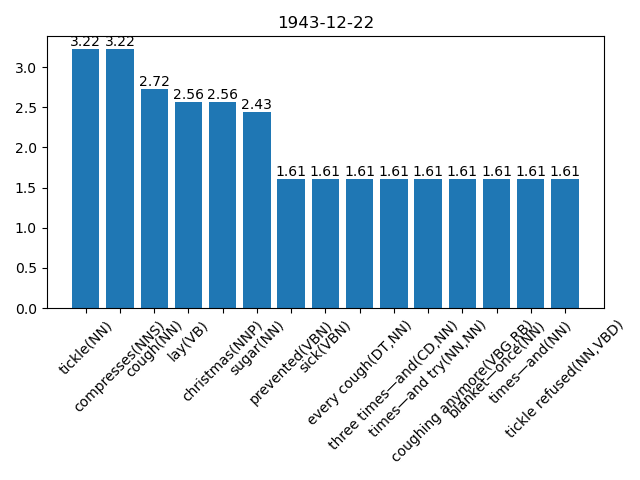 1943-12-22
3.22 3.22 2.72 2.56 2.56 2.43 1.61 1.61 1.61 1.61 1.61 1.61 1.61 1.61 1.61
3.0
2.5
2.0
1.5
1.0
0.5
0.0
tickle(NN)
compresses(NNS)
cough(NN)
lay(VB)
christmas(NNP)
sugar(NN)
prevented(VBN)
sick(VBN)
every cough(DT,NN)
three times—and(CD,NN)
times—and try(NN,NN)
coughing anymore(VBG,RB)
blanket—once(NN)
times—and(NN)
tickle refused(NN,VBD)